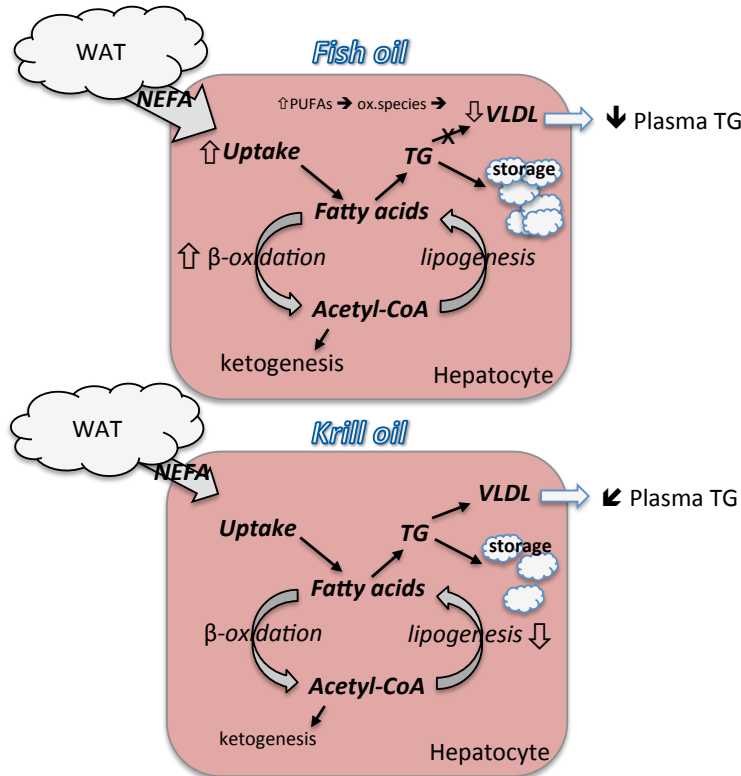 Fish oil
WAT
NEFA
⇧PUFAs ➔ ox.species ➔
⇩VLDL
🡻 Plasma TG
⇧Uptake
TG
X
storage
Fatty acids
⇧ β-oxidation
lipogenesis
Acetyl-CoA
ketogenesis
Hepatocyte
Krill oil
WAT
NEFA
VLDL
🡿 Plasma TG
Uptake
TG
storage
Fatty acids
β-oxidation
lipogenesis ⇩
Acetyl-CoA
ketogenesis
Hepatocyte